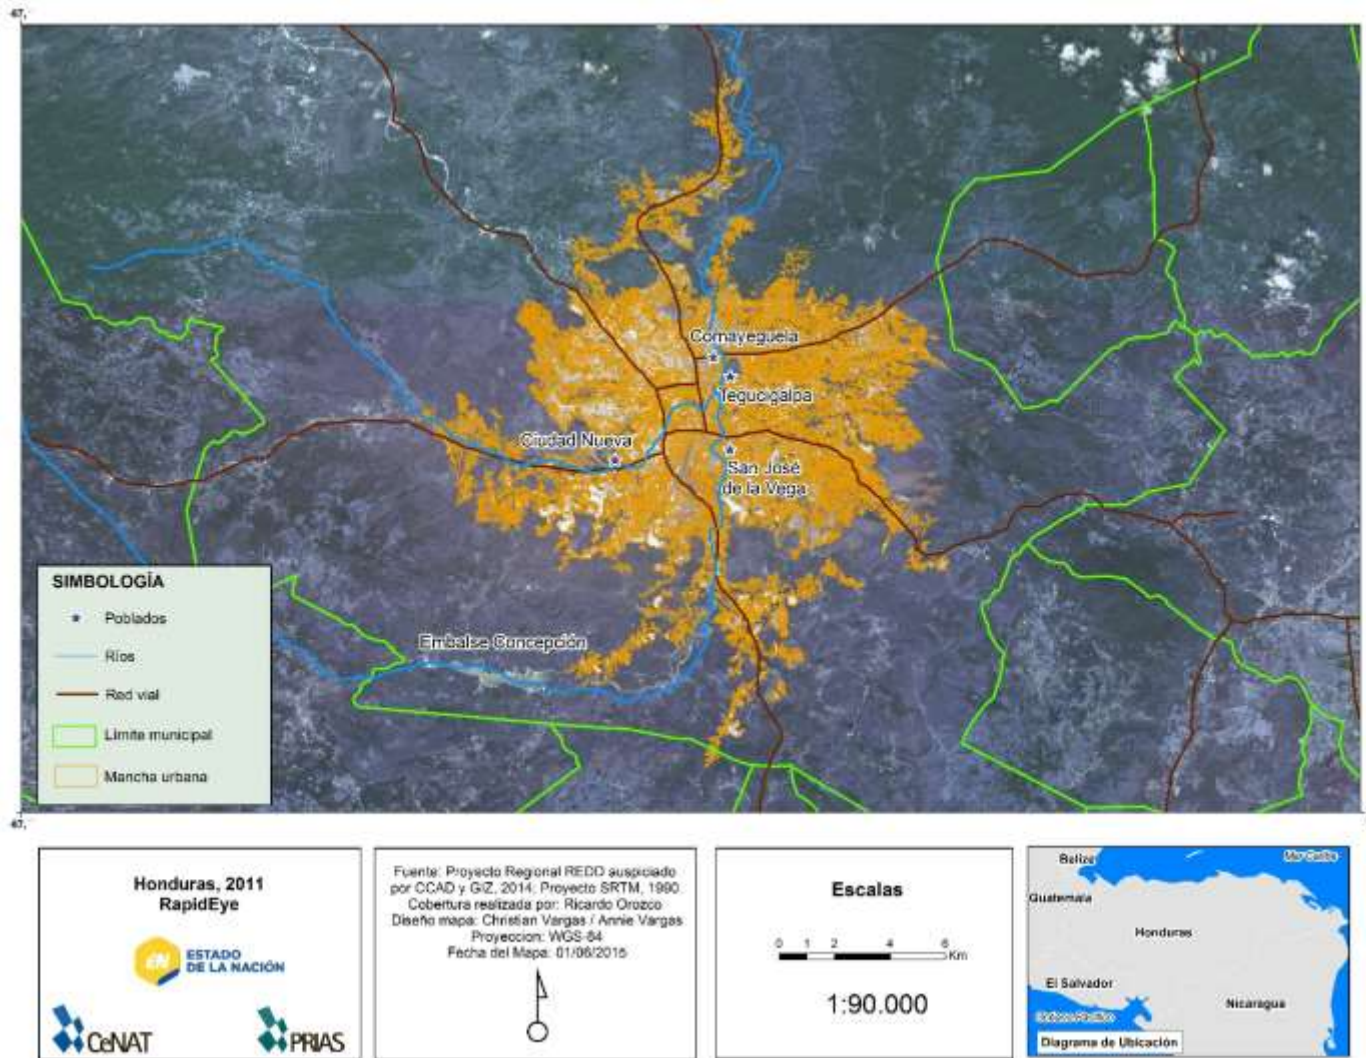 Comayeguela
Tegucigalpa
Ciudad Nueva
San José
de la Vega
Embalse Concepción
SIMBOLOGÍA
Poblados
Ríos
Red vial
Límite municipal
Mancha urbana
Honduras, 2011
RapidEye
EN
ESTADO
DE LA NACIÓN
CeNAT
PRIAS
Fuente: Proyecto Regional REDD auspiciado
por CCAD y GIZ, 2014; Proyecto SRTM, 1990.
Cobertura realizada por: Ricardo Orozco
Diseño mapa: Christian Vargas / Annie Vargas
Proyeccion: WGS-84
Fecha del Mapa: 01/06/2015
Escalas
0 1 2 4 6
Km
1:90.000
Belize
Mar Caribe
Guatemala
Honduras
El Salvador
Nicaragua
Océano Pacífico
Diagrama de Ubicación